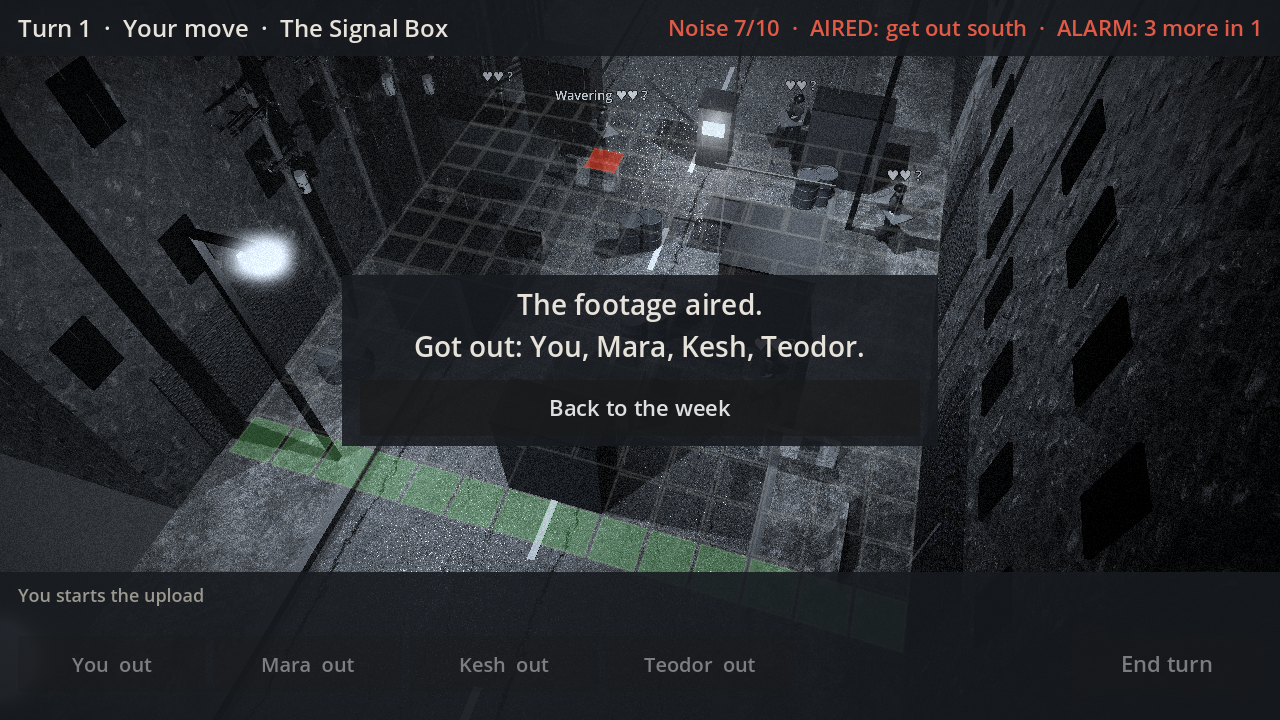 Turn 1 · Your move · The Signal Box
Noise 7/10 · AIRED: get out south · ALARM: 3 more in 1
♥♥ ?
Wavering ♥♥ ?
♥♥ ?
♥♥ ?
The footage aired.
Got out: You, Mara, Kesh, Teodor.
Back to the week
You starts the upload
You out
Mara out
Kesh out
Teodor out
End turn